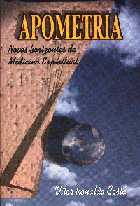 APOMETRIA
Novos horizontes da
Medicina Espiritual
Vitor Ronaldo Costa